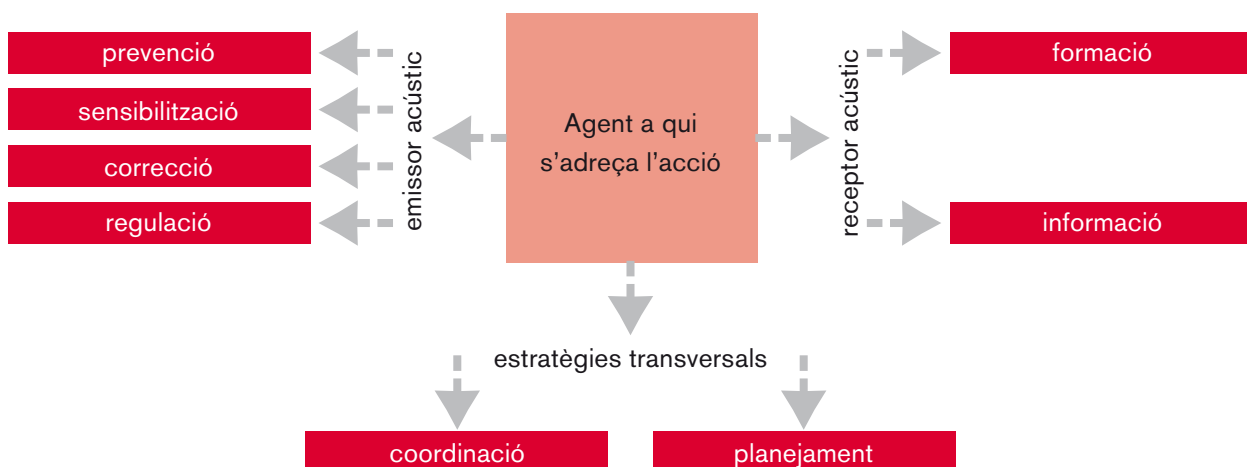 prevenció
sensibilització
correcció
regulació
emissor acústic
Agent a qui
s’adreça l’acció
receptor acústic
formació
informació
estratègies transversals
coordinació
planejament